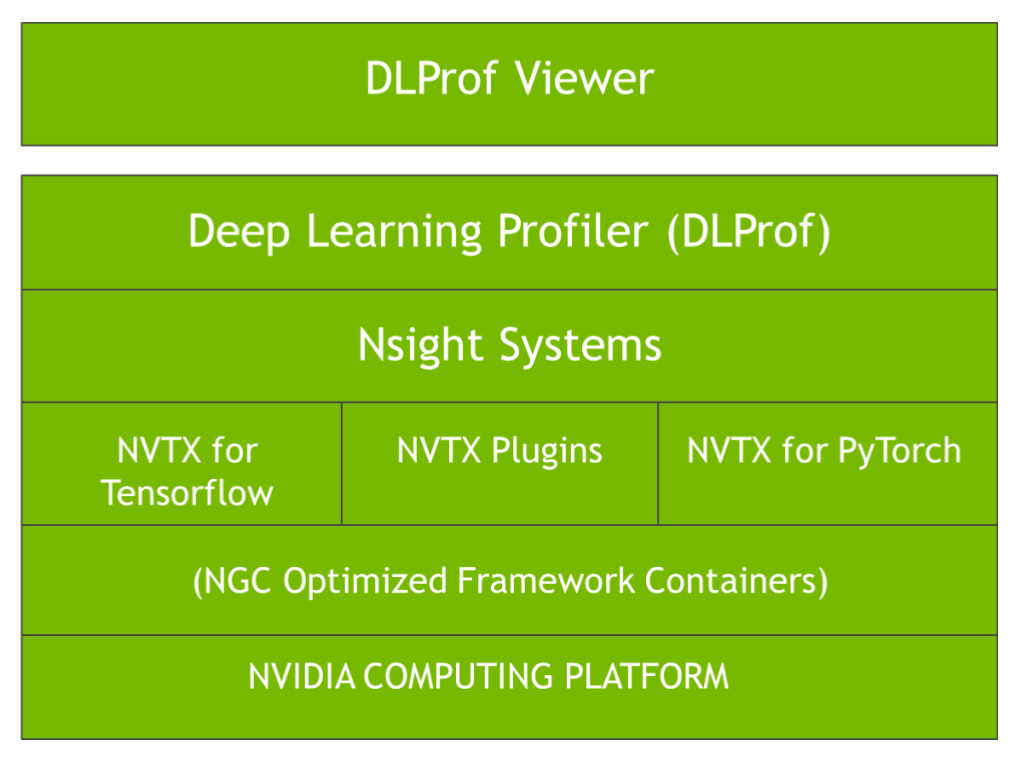 DLProf Viewer
Deep Learning Profiler (DLProf)
Nsight Systems
NVTX for
Tensorflow
NVTX Plugins
NVTX for PyTorch
(NGC Optimized Framework Containers)
NVIDIA COMPUTING PLATFORM